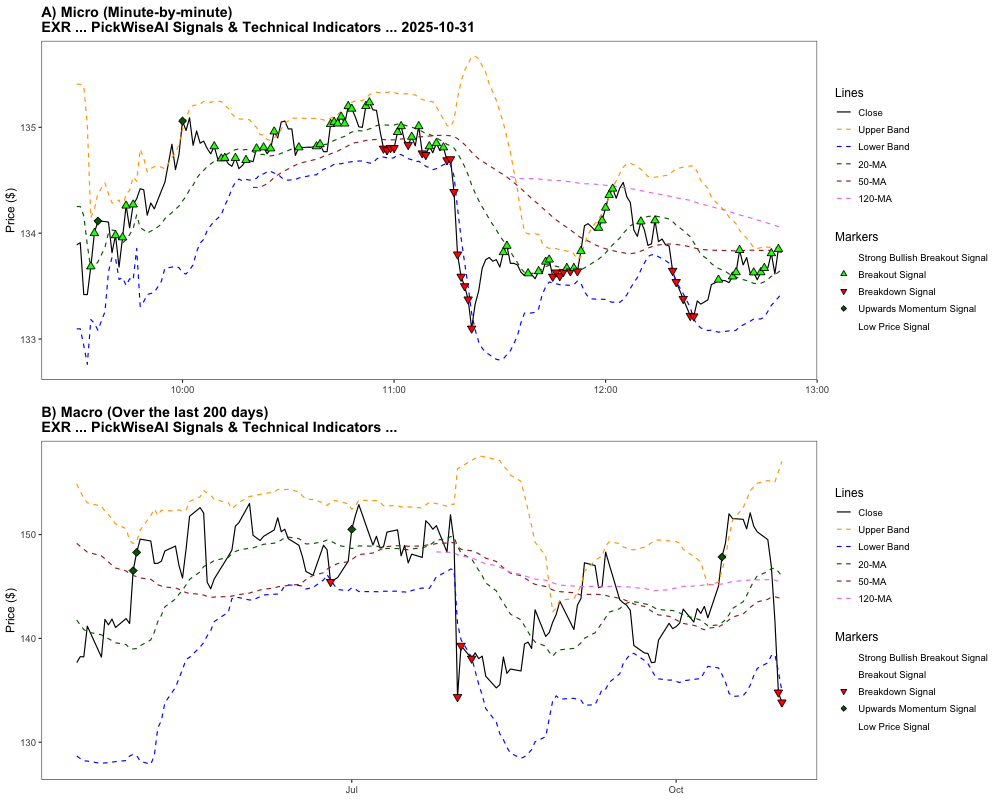 A) Micro (Minute-by-minute)
EXR ... PickWiseAI Signals & Technical Indicators ... 2025-10-31
Price ($)
135
134
133
10:00
11:00
12:00
13:00
Lines
Close
Upper Band
Lower Band
20-MA
50-MA
120-MA
Markers
Strong Bullish Breakout Signal
Breakout Signal
Breakdown Signal
Upwards Momentum Signal
Low Price Signal
B) Macro (Over the last 200 days)
EXR ... PickWiseAI Signals & Technical Indicators ...
Price ($)
150
140
130
Jul
Oct
Lines
Close
Upper Band
Lower Band
20-MA
50-MA
120-MA
Markers
Strong Bullish Breakout Signal
Breakout Signal
Breakdown Signal
Upwards Momentum Signal
Low Price Signal